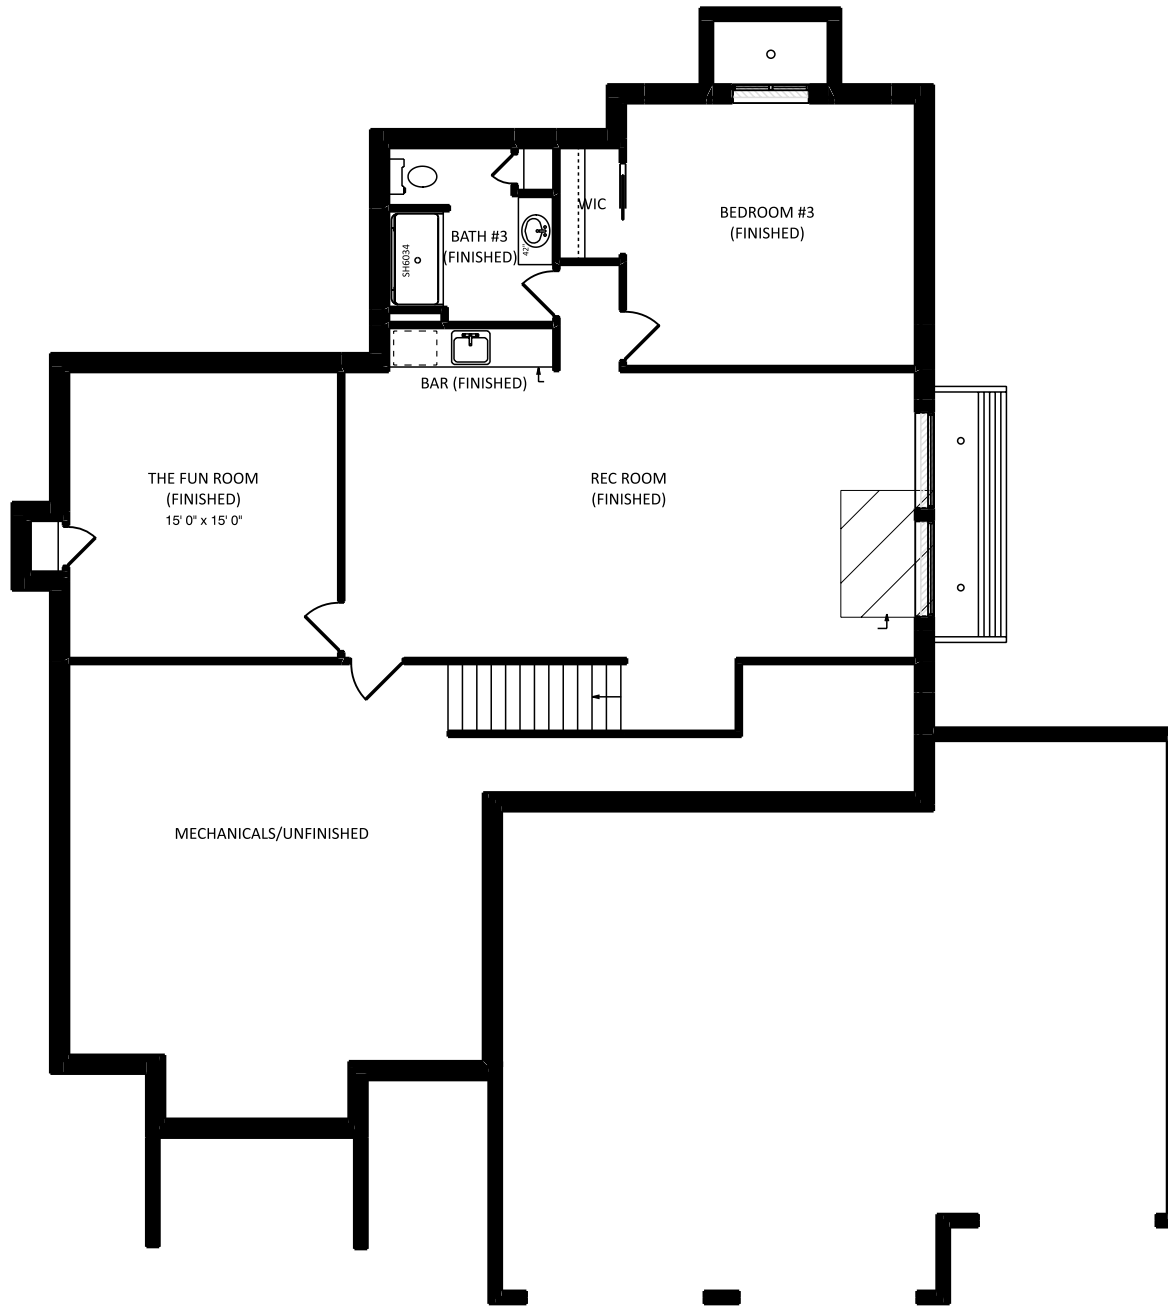 WIC
BEDROOM #3
(FINISHED)
BATH #3
(FINISHED)
SH6034
42"
BAR (FINISHED)
THE FUN ROOM
(FINISHED)
15' 0" x 15' 0"
REC ROOM
(FINISHED)
MECHANICALS/UNFINISHED